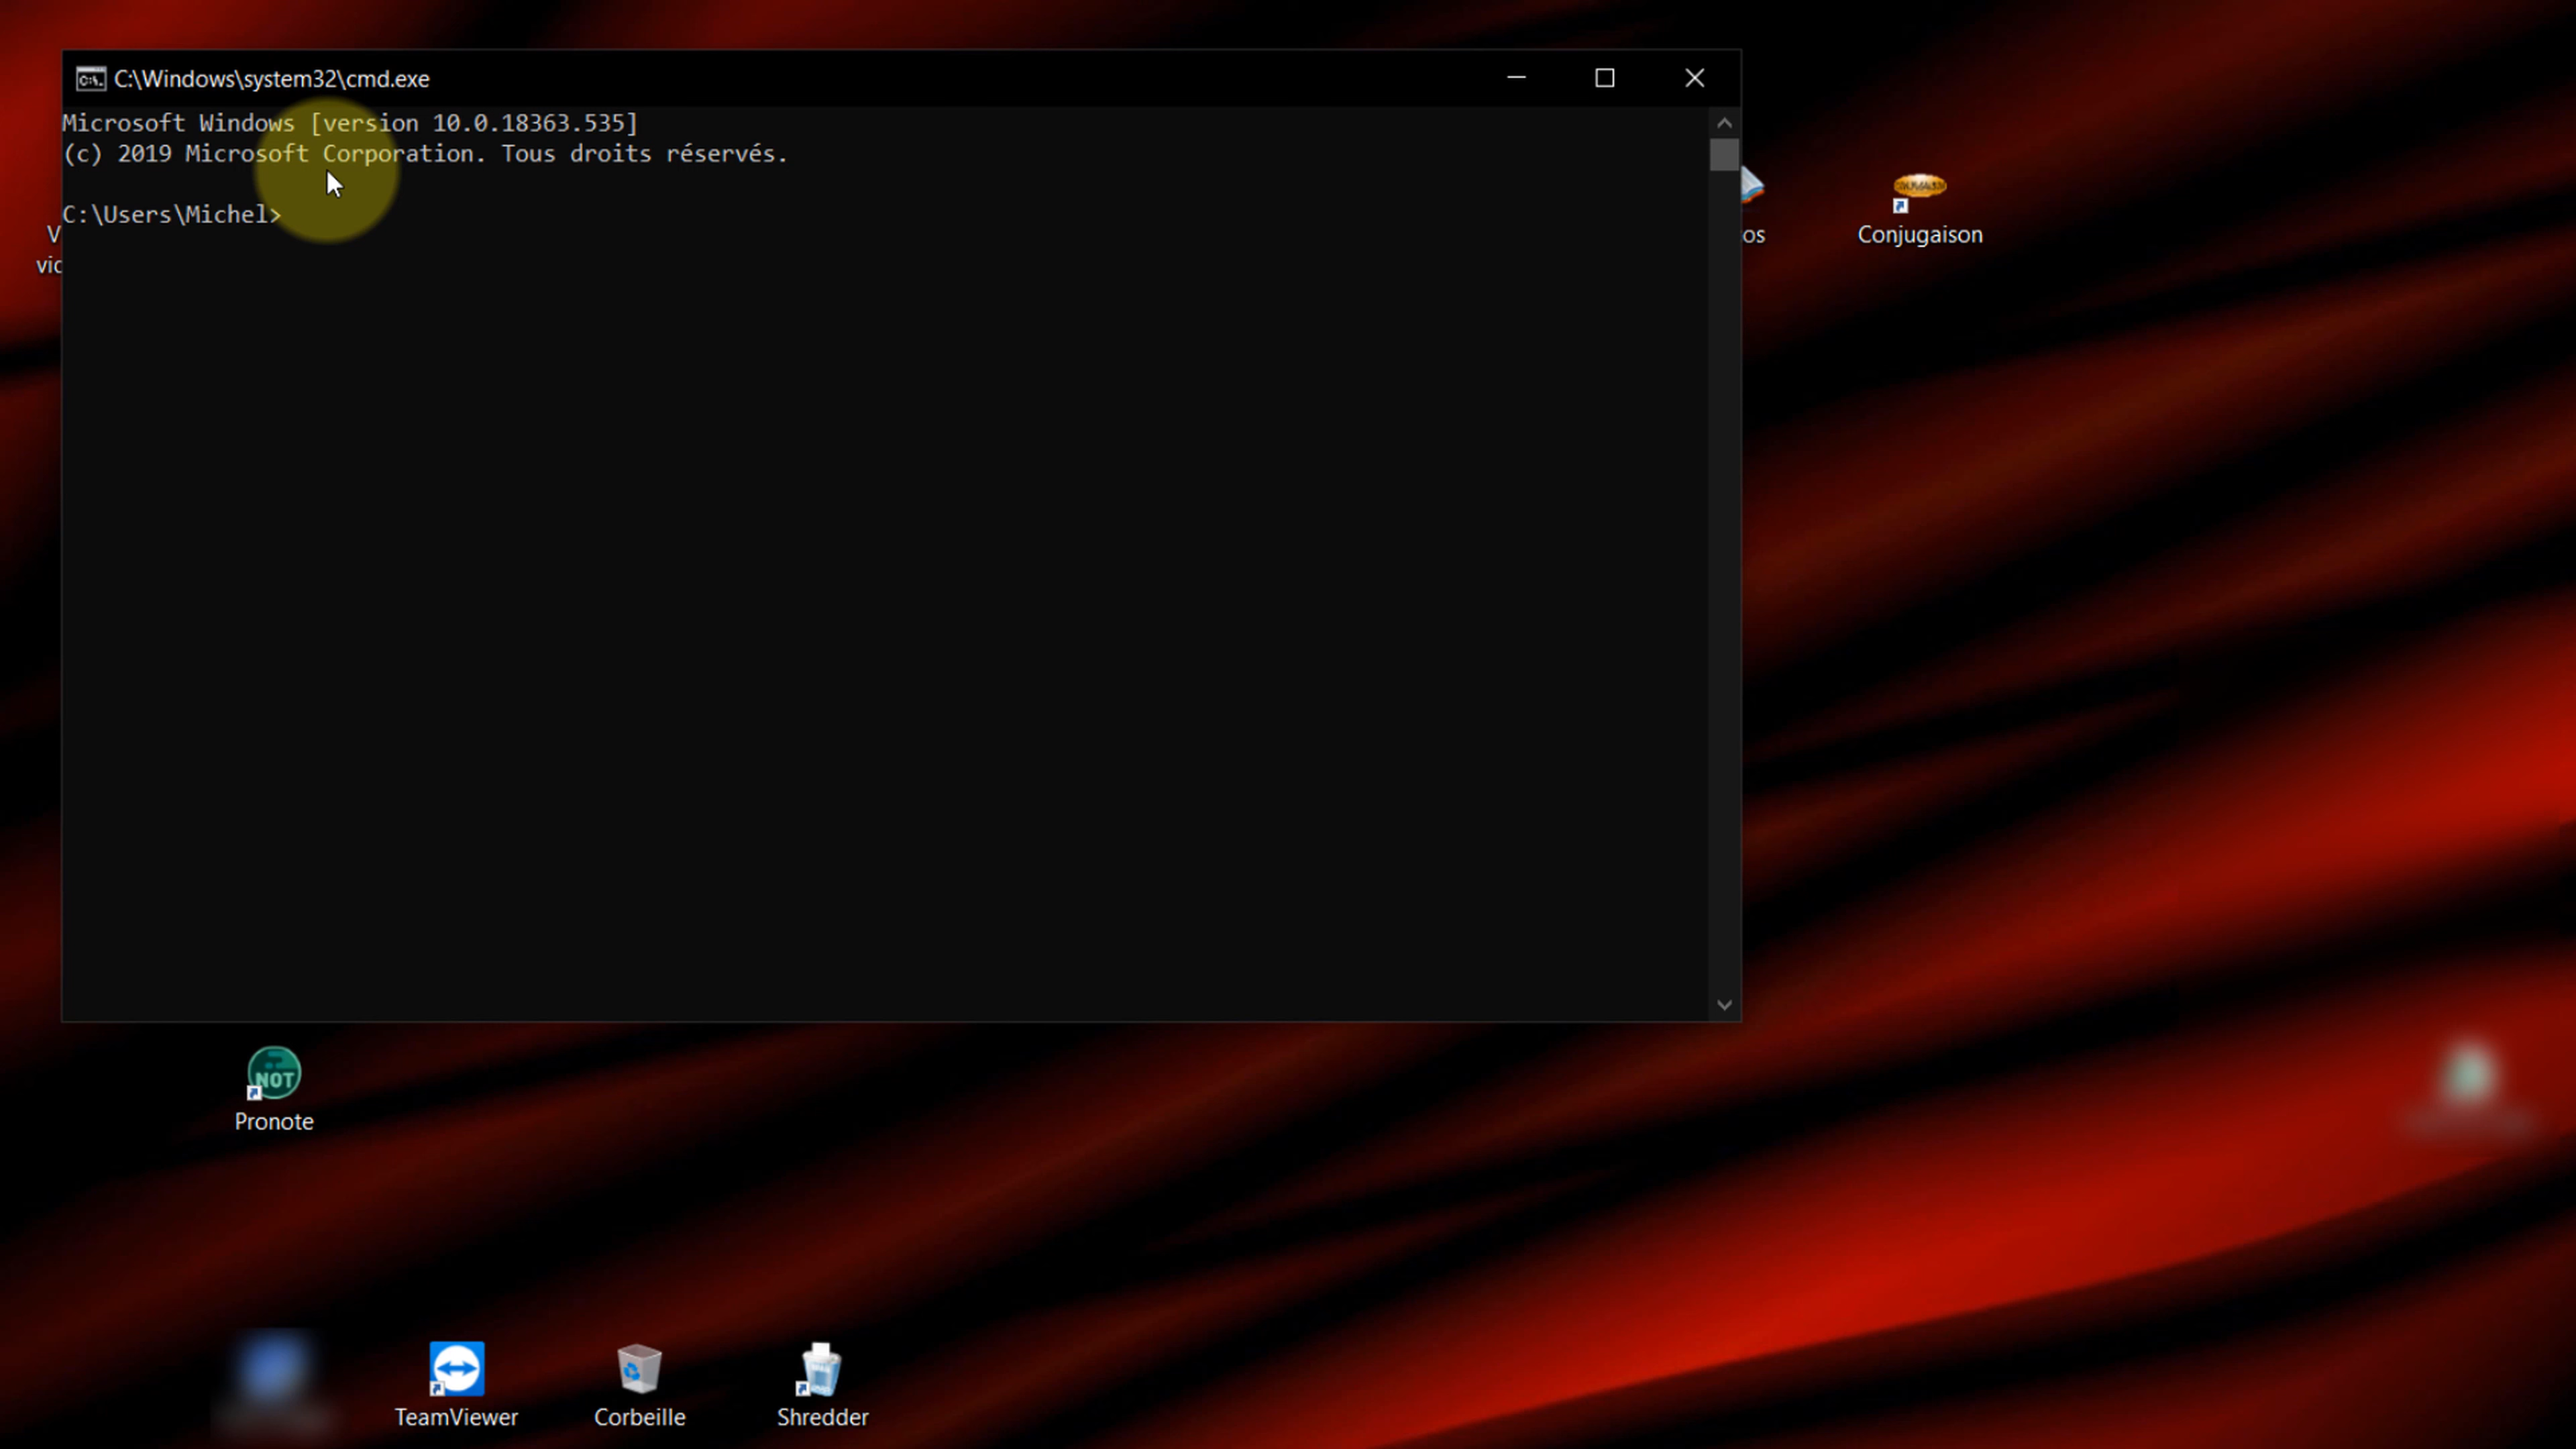 C:\Windows\system32\cmd.exe
Microsoft Windows [version 10.0.18363.535]
(c) 2019 Microsoft Corporation. Tous droits réservés.
C:\Users\Michel>
Conjugaison
Pronote
TeamViewer
Corbeille
Shredder